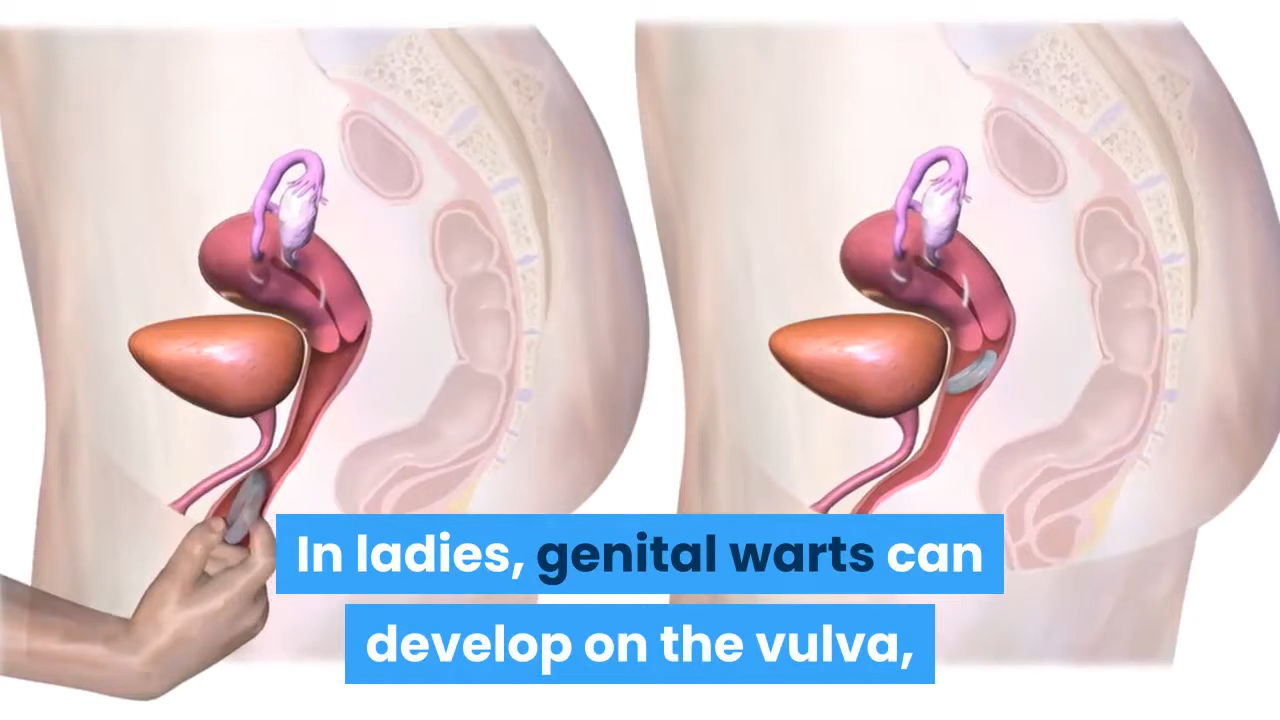 In ladies, genital warts can
develop on the vulva,